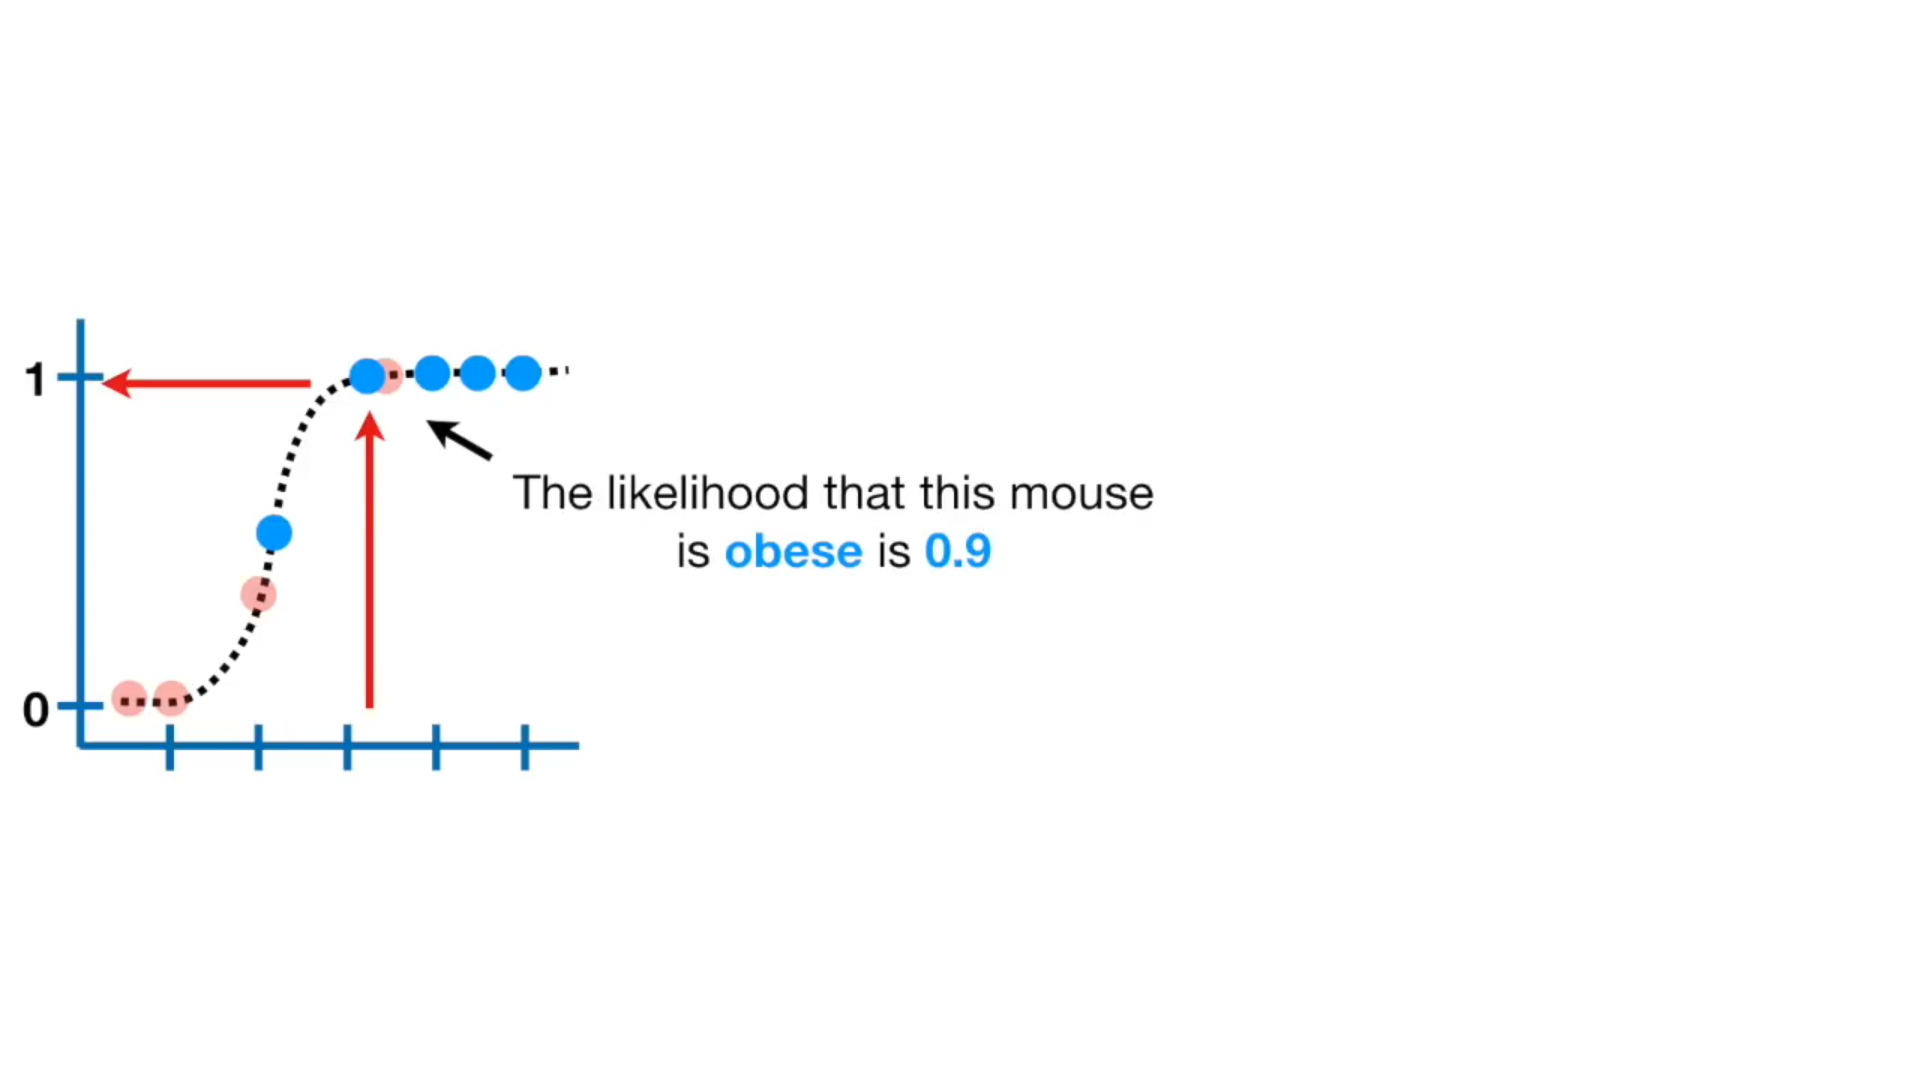 1
The likelihood that this mouse
is obese is 0.9
0